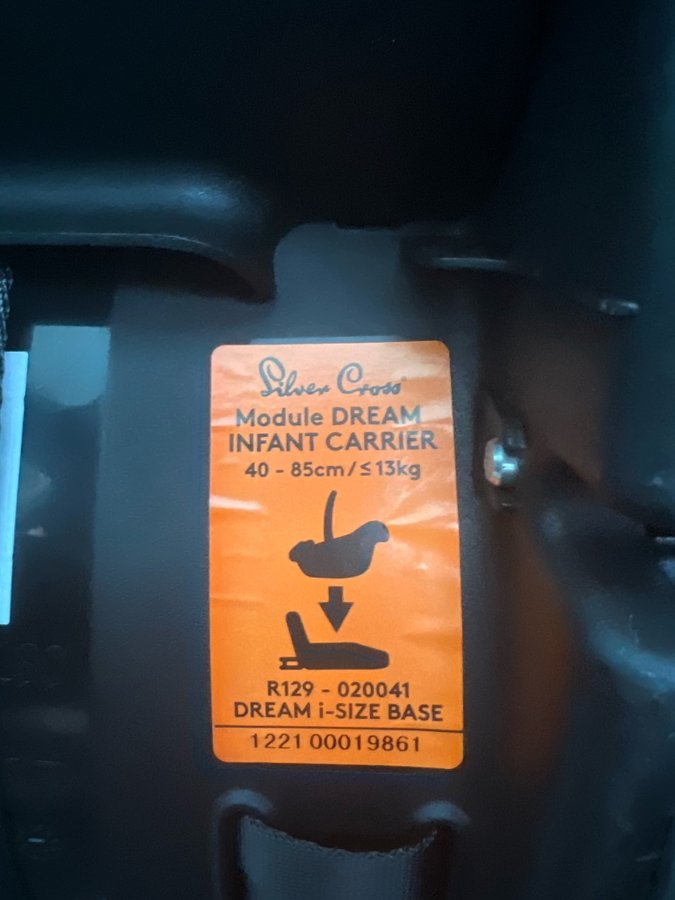 Silver Cross
Module DREAM
INFANT CARRIER
40 - 85cm/≤13kg
R129 - 020041
DREAM i-SIZE BASE
1221 00019861